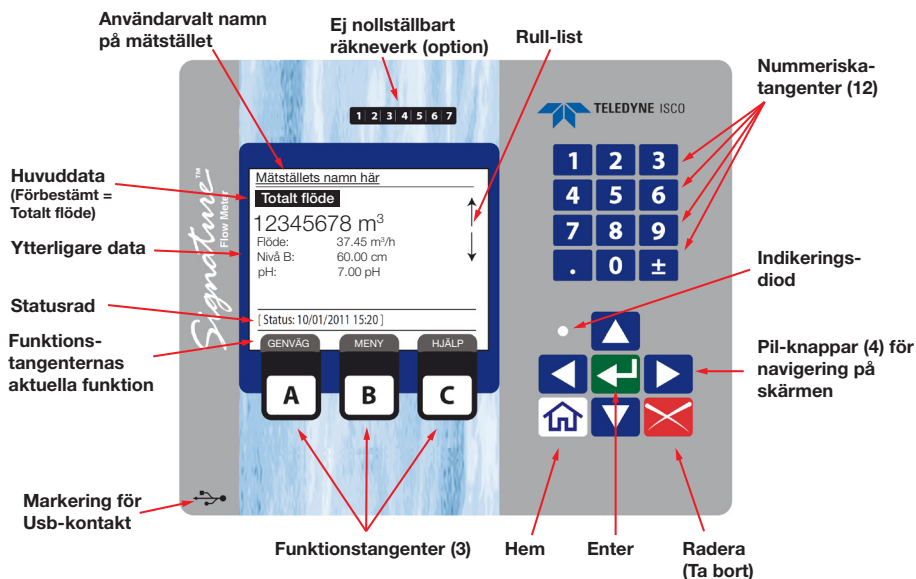 Användarvalt namn
på mätstället
Ej nollställbart
räkneverk (option)
Rull-list
Nummeriska-
tangenter (12)
1 2 3 4 5 6 7
TELEDYNE ISCO
Signature™
Flow Meter
Huvuddata
(Förbestämt =
Totalt flöde)
Ytterligare data
Statusrad
Funktions-
tangenternas
aktuella funktion
Mätställets namn här
Totalt flöde
12345678 m³
Flöde: 37.45 m³/h
Nivå B: 60.00 cm
pH: 7.00 pH
[ Status: 10/01/2011 15:20 ]
GENVÄG MENY HJÄLP
A B C
1 2 3
4 5 6
7 8 9
. 0 ±
Indikerings-
diod
Pil-knappar (4) för
navigering på
skärmen
Markering för
Usb-kontakt
Funktionstangenter (3)
Hem
Enter
Radera
(Ta bort)